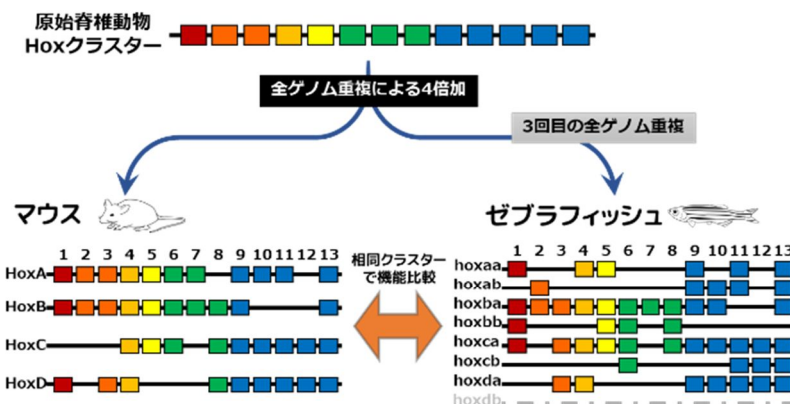 原始脊椎動物
Hoxクラスター
全ゲノム重複による4倍加
3回目の全ゲノム重複
マウス
ゼブラフィッシュ
1 2 3 4 5 6 7 8 9 10 11 12 13
HoxA
HoxB
HoxC
HoxD
相同クラスター
で機能比較
1 2 3 4 5 6 7 8 9 10 11 12 13
hoxaa
hoxab
hoxba
hoxbb
hoxca
hoxcb
hoxda
hoxdb